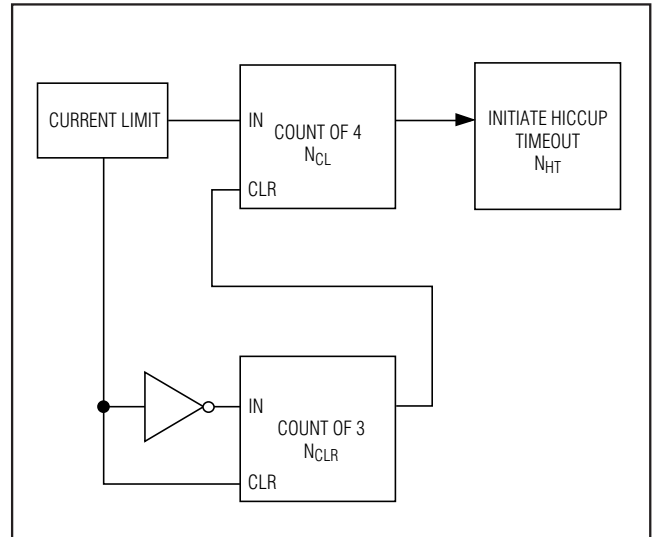 CURRENT LIMIT
IN
COUNT OF 4
NCL
CLR
INITIATE HICCUP
TIMEOUT
NHT
IN
COUNT OF 3
NCLR
CLR